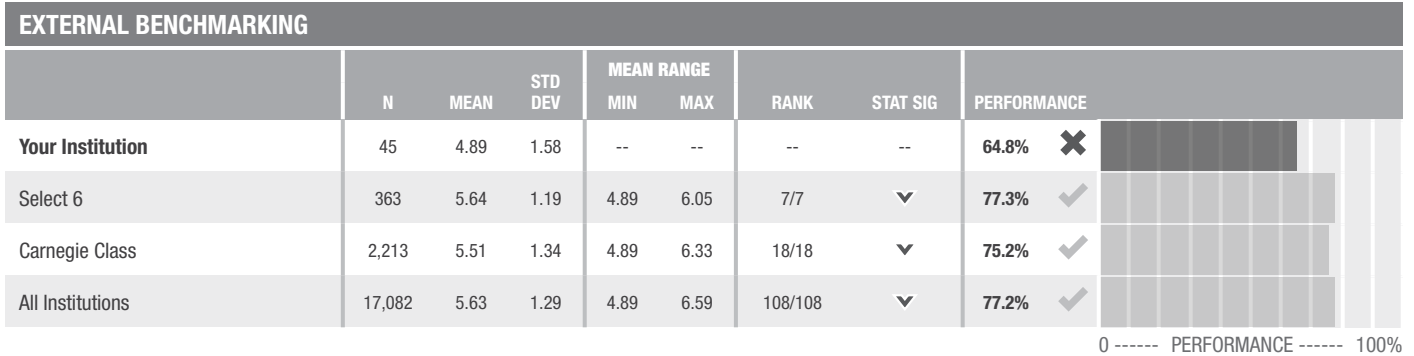 EXTERNAL BENCHMARKING
N MEAN STD DEV MEAN RANGE MIN MAX RANK STAT SIG PERFORMANCE
Your Institution 45 4.89 1.58 -- -- -- -- 64.8%
Select 6 363 5.64 1.19 4.89 6.05 7/7 77.3%
Carnegie Class 2,213 5.51 1.34 4.89 6.33 18/18 75.2%
All Institutions 17,082 5.63 1.29 4.89 6.59 108/108 77.2%
0 ------ PERFORMANCE ------ 100%